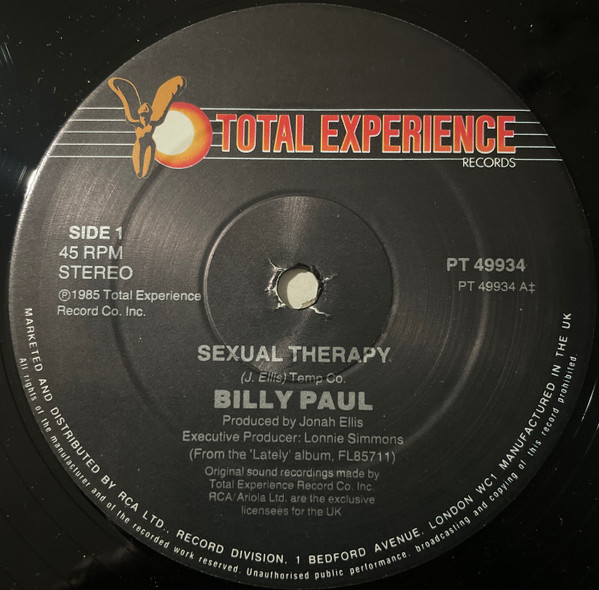 TOTAL EXPERIENCE
RECORDS
SIDE 1
45 RPM
STEREO
℗1985 Total Experience
Record Co. Inc.
PT 49934
PT 49934 A‡
SEXUAL THERAPY
(J. Ellis) Temp Co.
BILLY PAUL
Produced by Jonah Ellis
Executive Producer: Lonnie Simmons
(From the 'Lately' album, FL85711)
Original sound recordings made by
Total Experience Record Co. Inc.
RCA/Ariola Ltd. are the exclusive
licensees for the UK
MARKETED AND DISTRIBUTED BY RCA LTD., RECORD DIVISION, 1 BEDFORD AVENUE, LONDON WC1 MANUFACTURED IN THE UK
All rights of the manufacturer and of the recorded work reserved. Unauthorised public performance, broadcasting and copying of this record prohibited.